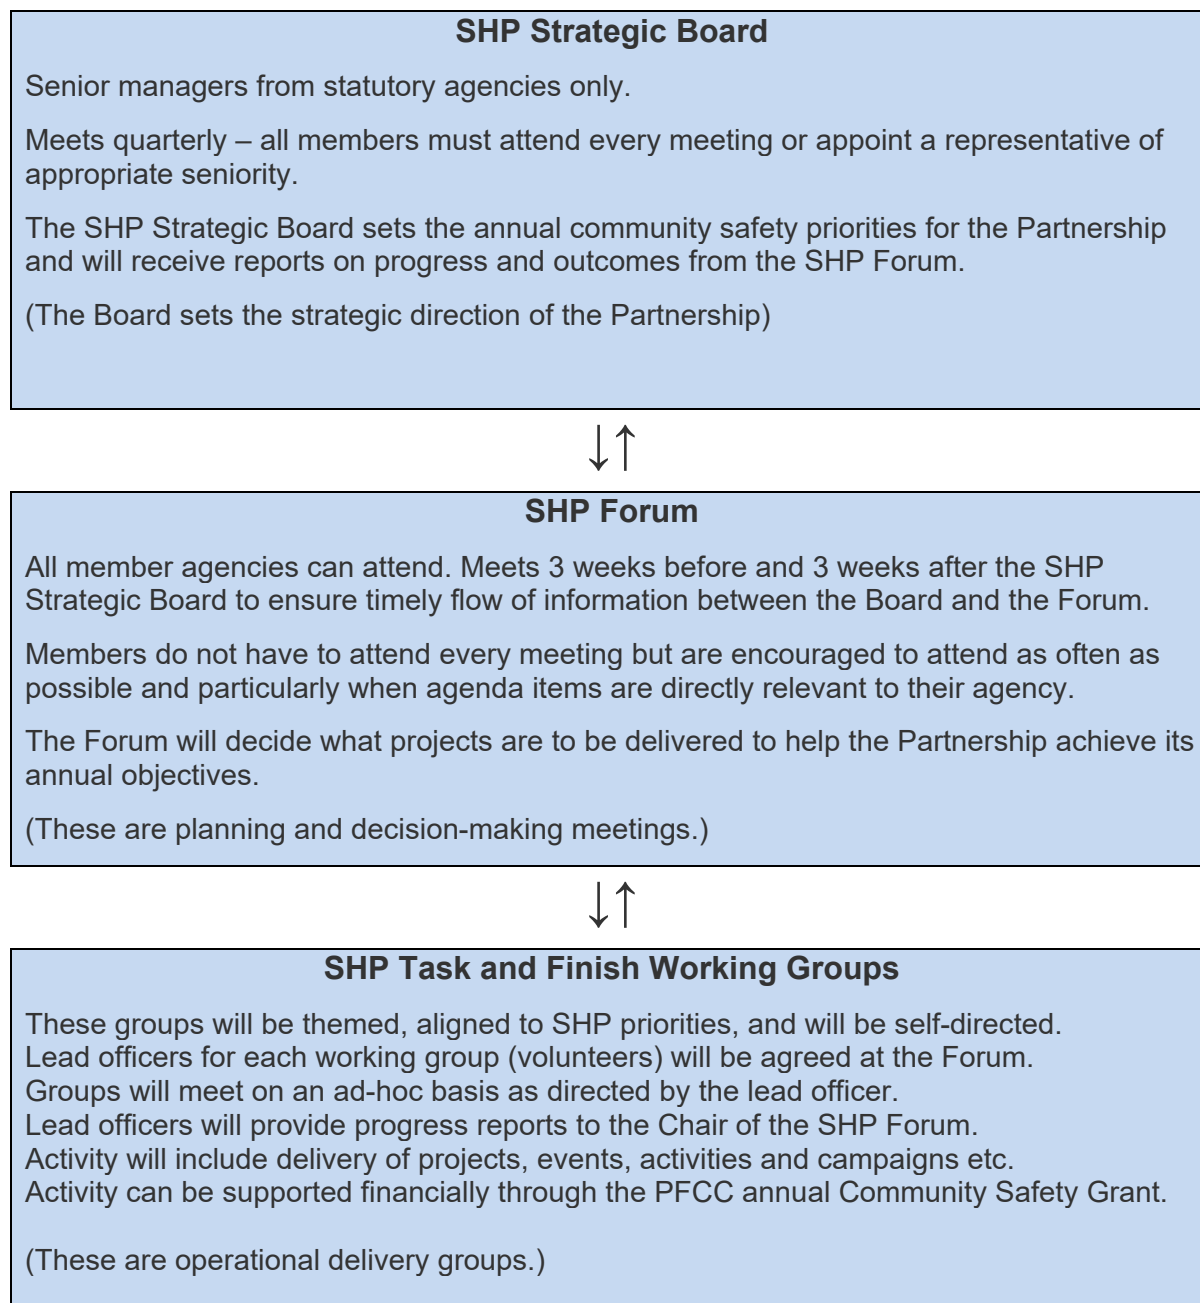 SHP Strategic Board
Senior managers from statutory agencies only.
Meets quarterly – all members must attend every meeting or appoint a representative of
appropriate seniority.
The SHP Strategic Board sets the annual community safety priorities for the Partnership
and will receive reports on progress and outcomes from the SHP Forum.
(The Board sets the strategic direction of the Partnership)
↓↑
SHP Forum
All member agencies can attend. Meets 3 weeks before and 3 weeks after the SHP
Strategic Board to ensure timely flow of information between the Board and the Forum.
Members do not have to attend every meeting but are encouraged to attend as often as
possible and particularly when agenda items are directly relevant to their agency.
The Forum will decide what projects are to be delivered to help the Partnership achieve its
annual objectives.
(These are planning and decision-making meetings.)
↓↑
SHP Task and Finish Working Groups
These groups will be themed, aligned to SHP priorities, and will be self-directed.
Lead officers for each working group (volunteers) will be agreed at the Forum.
Groups will meet on an ad-hoc basis as directed by the lead officer.
Lead officers will provide progress reports to the Chair of the SHP Forum.
Activity will include delivery of projects, events, activities and campaigns etc.
Activity can be supported financially through the PFCC annual Community Safety Grant.
(These are operational delivery groups.)